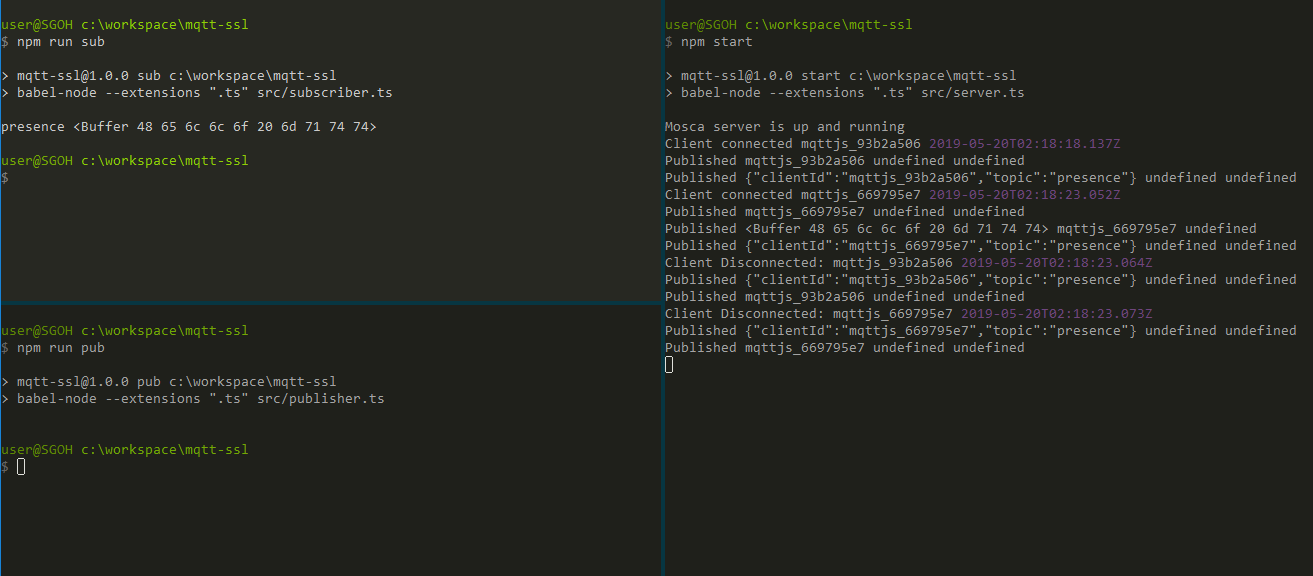 user@SGOH c:\workspace\mqtt-ssl
$ npm run sub
> mqtt-ssl@1.0.0 sub c:\workspace\mqtt-ssl
> babel-node --extensions ".ts" src/subscriber.ts
presence <Buffer 48 65 6c 6c 6f 20 6d 71 74 74>
user@SGOH c:\workspace\mqtt-ssl
$
user@SGOH c:\workspace\mqtt-ssl
$ npm run pub
> mqtt-ssl@1.0.0 pub c:\workspace\mqtt-ssl
> babel-node --extensions ".ts" src/publisher.ts
user@SGOH c:\workspace\mqtt-ssl
$
user@SGOH c:\workspace\mqtt-ssl
$ npm start
> mqtt-ssl@1.0.0 start c:\workspace\mqtt-ssl
> babel-node --extensions ".ts" src/server.ts
Mosca server is up and running
Client connected mqttjs_93b2a506 2019-05-20T02:18:18.137Z
Published mqttjs_93b2a506 undefined undefined
Published {"clientId":"mqttjs_93b2a506","topic":"presence"} undefined undefined
Client connected mqttjs_669795e7 2019-05-20T02:18:23.052Z
Published mqttjs_669795e7 undefined undefined
Published <Buffer 48 65 6c 6c 6f 20 6d 71 74 74> mqttjs_669795e7 undefined
Published {"clientId":"mqttjs_669795e7","topic":"presence"} undefined undefined
Client Disconnected: mqttjs_93b2a506 2019-05-20T02:18:23.064Z
Published {"clientId":"mqttjs_93b2a506","topic":"presence"} undefined undefined
Published mqttjs_93b2a506 undefined undefined
Client Disconnected: mqttjs_669795e7 2019-05-20T02:18:23.073Z
Published {"clientId":"mqttjs_669795e7","topic":"presence"} undefined undefined
Published mqttjs_669795e7 undefined undefined